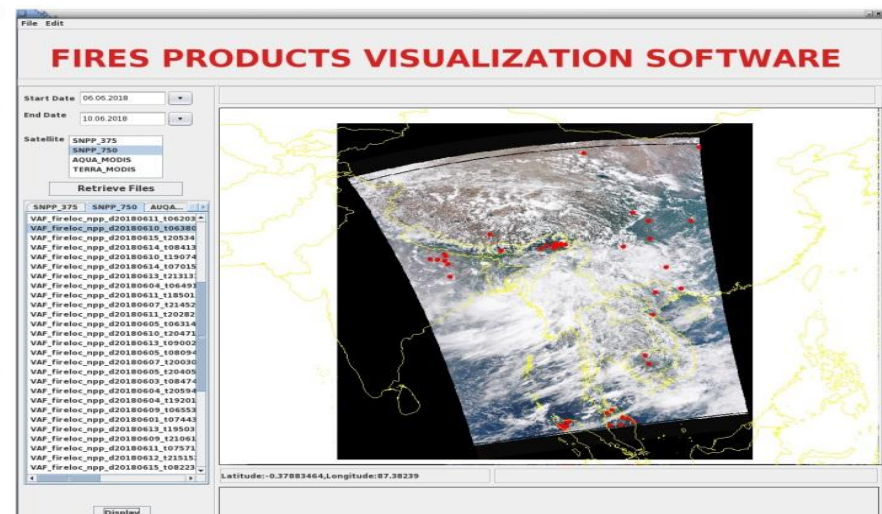 File Edit
FIRES PRODUCTS VISUALIZATION SOFTWARE
Start Date 06.06.2018
End Date 10.06.2018
Satellite SNPP_375
SNPP_750
AQUA_MODIS
TERRA_MODIS
Retrieve Files
SNPP_375 SNPP_750 AUQA...
VAF_fireloc_npp_d20180611_t06203
VAF_fireloc_npp_d20180610_t06380
VAF_fireloc_npp_d20180615_t20534
VAF_fireloc_npp_d20180614_t08413
VAF_fireloc_npp_d20180610_t19074
VAF_fireloc_npp_d20180614_t07015
VAF_fireloc_npp_d20180613_t21313
VAF_fireloc_npp_d20180604_t06491
VAF_fireloc_npp_d20180611_t18501
VAF_fireloc_npp_d20180607_t21452
VAF_fireloc_npp_d20180611_t20282
VAF_fireloc_npp_d20180605_t06314
VAF_fireloc_npp_d20180610_t20471
VAF_fireloc_npp_d20180613_t09002
VAF_fireloc_npp_d20180605_t08094
VAF_fireloc_npp_d20180607_t20030
VAF_fireloc_npp_d20180605_t20405
VAF_fireloc_npp_d20180603_t08474
VAF_fireloc_npp_d20180604_t20594
VAF_fireloc_npp_d20180604_t19201
VAF_fireloc_npp_d20180609_t06553
VAF_fireloc_npp_d20180601_t07443
VAF_fireloc_npp_d20180613_t19503
VAF_fireloc_npp_d20180609_t21061
VAF_fireloc_npp_d20180611_t07571
VAF_fireloc_npp_d20180612_t21515
VAF_fireloc_npp_d20180615_t08223
Latitude:-0.37883464,Longitude:87.38239
Display